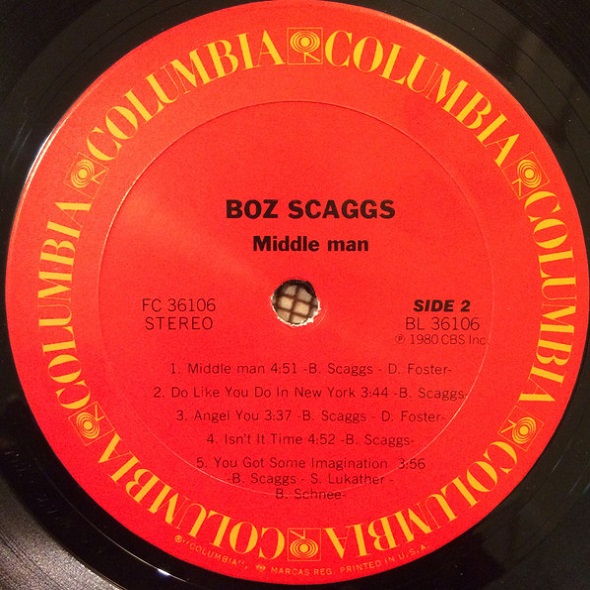 COLUMBIA COLUMBIA COLUMBIA COLUMBIA COLUMBIA COLUMBIA
BOZ SCAGGS
Middle man
FC 36106
STEREO
SIDE 2
BL 36106
℗ 1980 CBS Inc.
1. Middle man 4:51 -B. Scaggs - D. Foster-
2. Do Like You Do In New York 3:44 -B. Scaggs-
3. Angel You 3:37 -B. Scaggs - D. Foster-
4. Isn't It Time 4:52 -B. Scaggs-
5. You Got Some Imagination 3:56
-B. Scaggs - S. Lukather -
B. Schnee-
"COLUMBIA", MARCAS REG. PRINTED IN U.S.A.